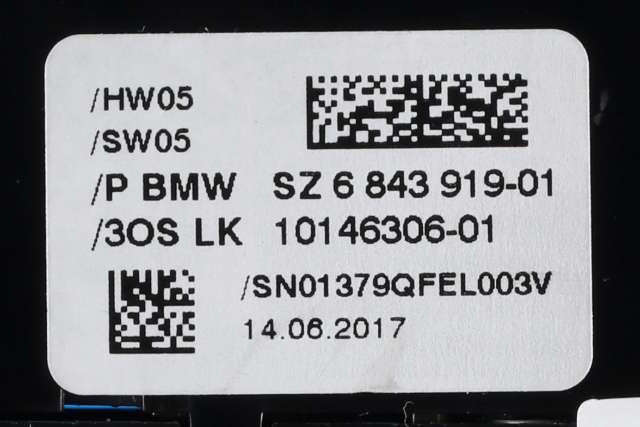 /HW05
/SW05
/P BMW SZ 6 843 919-01
/3OS LK 10146306-01
/SN01379QFEL003V
14.06.2017